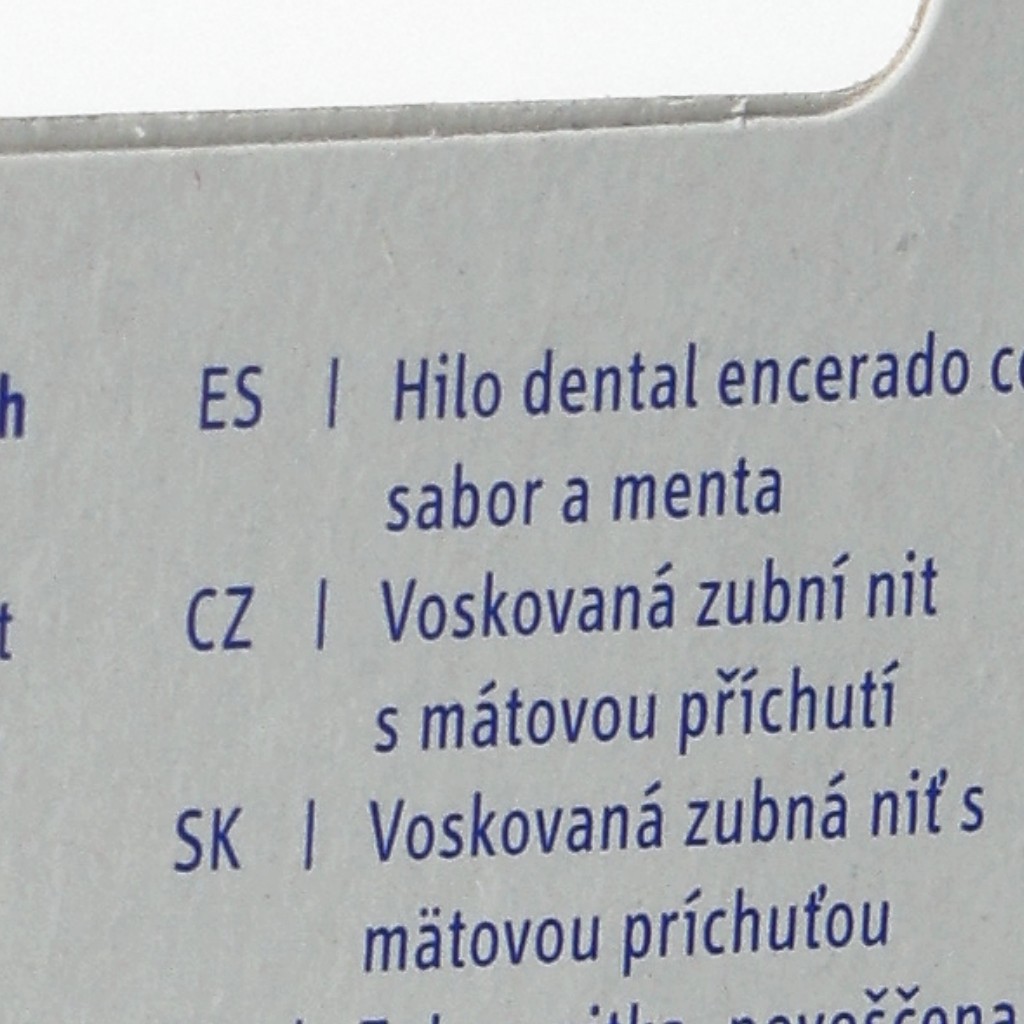 h
ES | Hilo dental encerado
sabor a menta
t
CZ | Voskovaná zubní nit
s mátovou příchutí
SK | Voskovaná zubná niť s
mätovou príchuťou